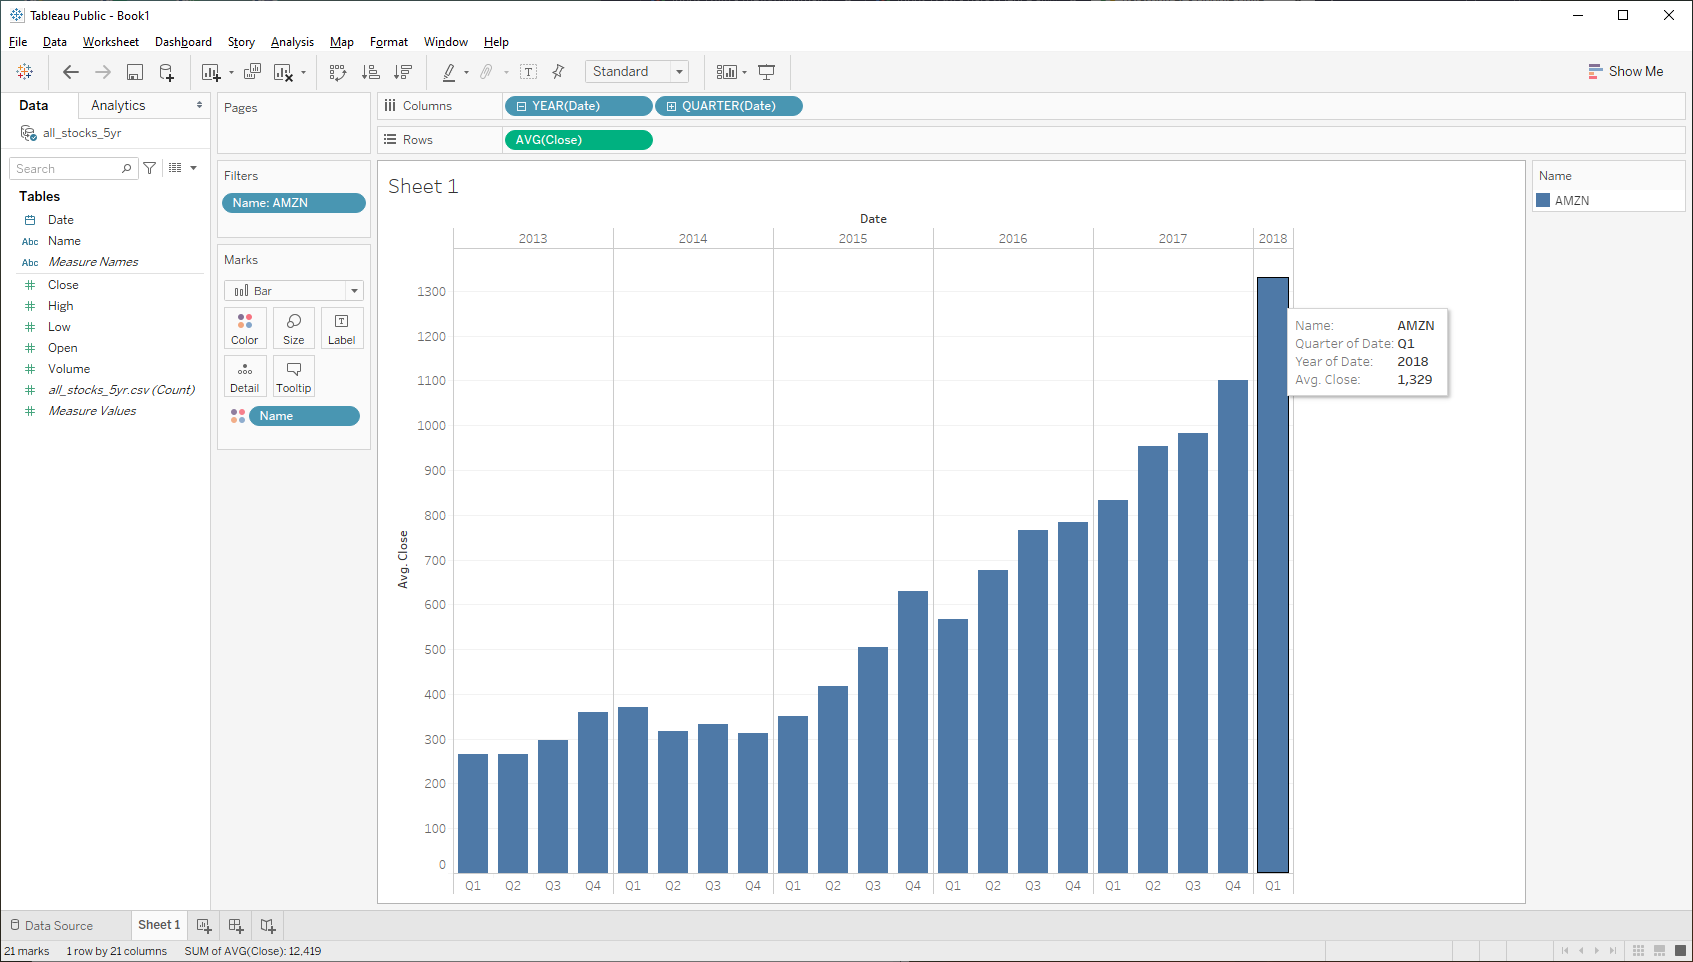 Tableau Public - Book1
File Data Worksheet Dashboard Story Analysis Map Format Window Help
Standard
Show Me
Data Analytics
all_stocks_5yr
Search
Tables
Date
Abc Name
Abc Measure Names
Close
High
Low
Open
Volume
all_stocks_5yr.csv (Count)
Measure Values
Pages
Filters
Name: AMZN
Marks
Bar
Color Size Label
Detail Tooltip
Name
Columns YEAR(Date) QUARTER(Date)
Rows AVG(Close)
Sheet 1
Date
2013 2014 2015 2016 2017 2018
Avg. Close
1300
1200
1100
1000
900
800
700
600
500
400
300
200
100
0
Q1 Q2 Q3 Q4 Q1 Q2 Q3 Q4 Q1 Q2 Q3 Q4 Q1 Q2 Q3 Q4 Q1 Q2 Q3 Q4 Q1
Name: AMZN
Quarter of Date: Q1
Year of Date: 2018
Avg. Close: 1,329
Name
AMZN
Data Source Sheet 1
21 marks 1 row by 21 columns SUM of AVG(Close): 12,419